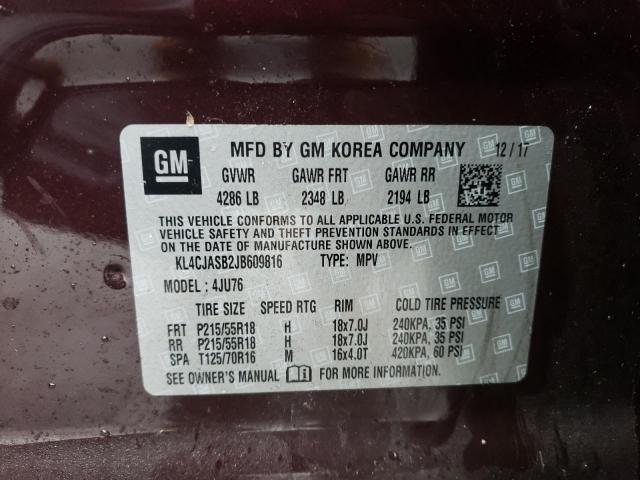 GM MFD BY GM KOREA COMPANY 12/17
GVWR GAWR FRT GAWR RR
4286 LB 2348 LB 2194 LB
THIS VEHICLE CONFORMS TO ALL APPLICABLE U.S. FEDERAL MOTOR
VEHICLE SAFETY AND THEFT PREVENTION STANDARDS IN EFFECT
ON THE DATE OF MANUFACTURE SHOWN ABOVE.
KL4CJASB2JB609816 TYPE: MPV
MODEL: 4JU76
TIRE SIZE SPEED RTG RIM COLD TIRE PRESSURE
FRT P215/55R18 H 18x7.0J 240KPA, 35 PSI
RR P215/55R18 H 18x7.0J 240KPA, 35 PSI
SPA T125/70R16 M 16x4.0T 420KPA, 60 PSI
SEE OWNER'S MANUAL FOR MORE INFORMATION.